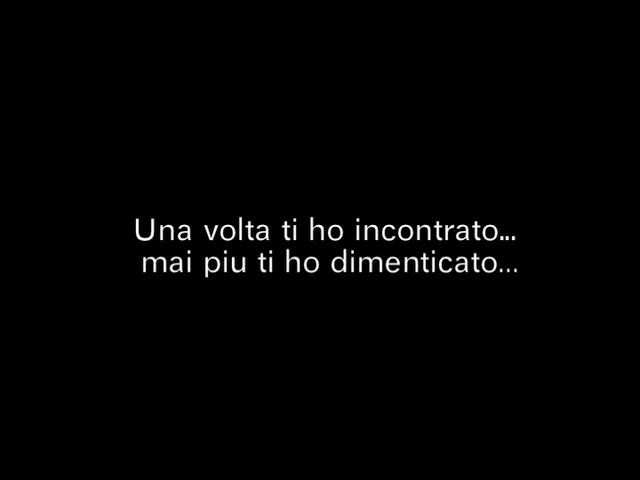 Una volta ti ho incontrato...
mai piu ti ho dimenticato...